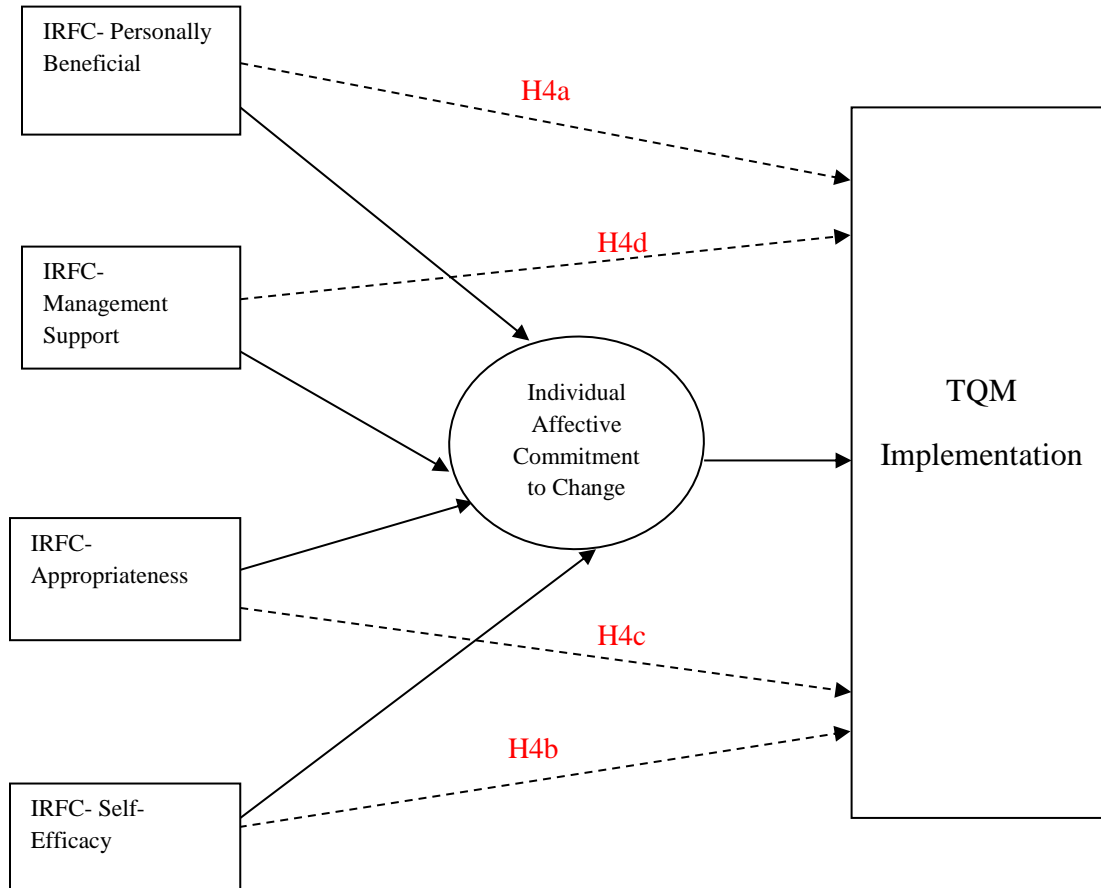 IRFC- Personally
Beneficial
H4a
H4d
IRFC-
Management
Support
Individual
Affective
Commitment
to Change
TQM
Implementation
IRFC-
Appropriateness
H4c
H4b
IRFC- Self-
Efficacy